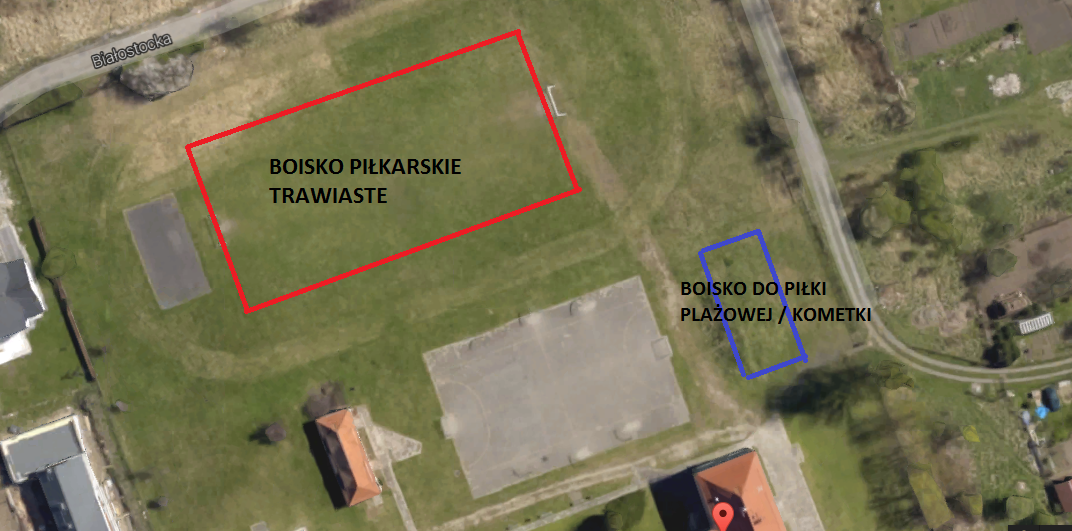 Białostocka
BOISKO PIŁKARSKIE
TRAWIASTE
BOISKO DO PIŁKI
PLAŻOWEJ / KOMETKI